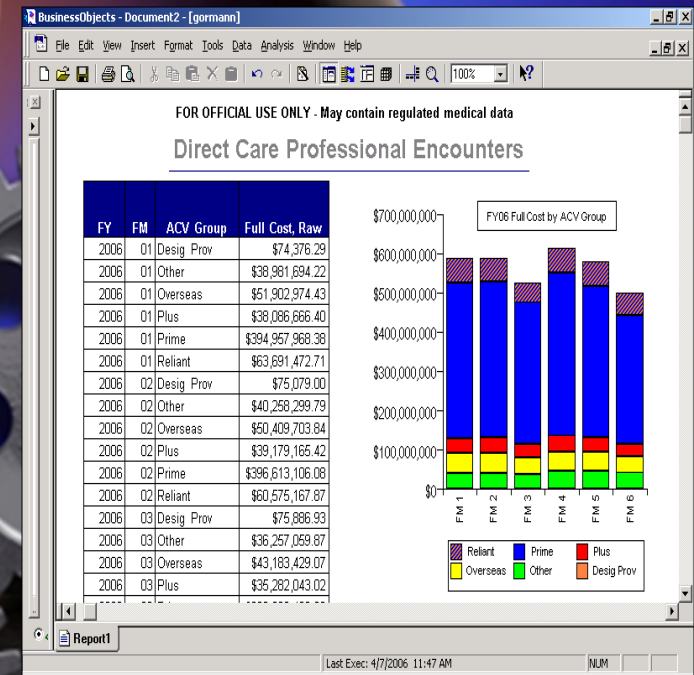 BusinessObjects - Document2 - [gormann]
File Edit View Insert Format Tools Data Analysis Window Help
100%
FOR OFFICIAL USE ONLY - May contain regulated medical data
Direct Care Professional Encounters
FY FM ACV Group Full Cost, Raw
2006 01 Desig Prov $74,376.29
2006 01 Other $38,981,694.22
2006 01 Overseas $51,902,974.43
2006 01 Plus $38,086,666.40
2006 01 Prime $394,957,968.38
2006 01 Reliant $63,691,472.71
2006 02 Desig Prov $75,079.00
2006 02 Other $40,258,299.79
2006 02 Overseas $50,409,703.84
2006 02 Plus $39,179,165.42
2006 02 Prime $396,613,106.08
2006 02 Reliant $60,575,167.87
2006 03 Desig Prov $75,886.93
2006 03 Other $36,257,059.87
2006 03 Overseas $43,183,429.07
2006 03 Plus $35,282,043.02
FY06 Full Cost by ACV Group
$700,000,000
$600,000,000
$500,000,000
$400,000,000
$300,000,000
$200,000,000
$100,000,000
$0
FM 1 FM 2 FM 3 FM 4 FM 5 FM 6
Reliant Prime Plus
Overseas Other Desig Prov
Report1
Last Exec: 4/7/2006 11:47 AM NUM